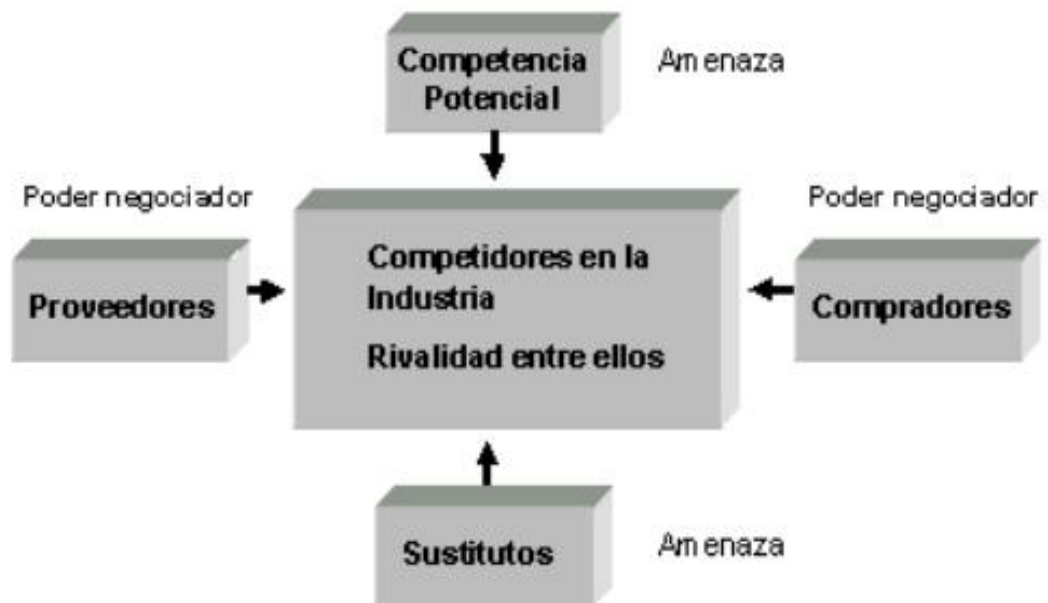 Competencia
Potencial
Amenaza
Poder negociador
Poder negociador
Proveedores
Competidores en la
Industria
Rivalidad entre ellos
Compradores
Sustitutos
Amenaza